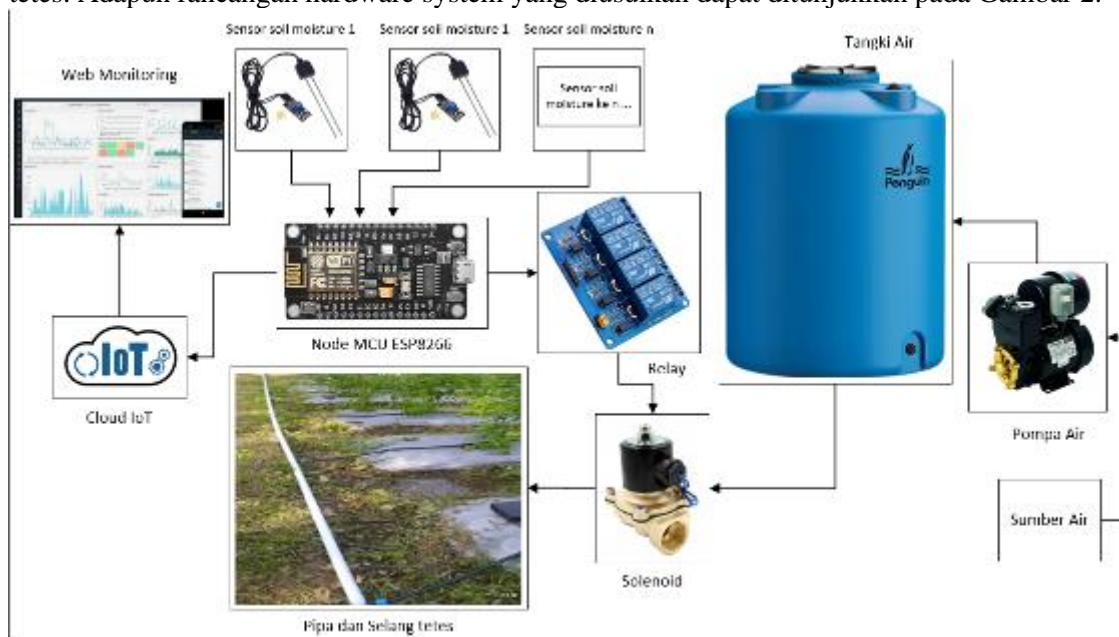 tetes. Adapun rancangan hardware system yang diusulkan dapat ditunjukkan pada Gambar 2.
Sensor soil moisture 1
Sensor soil moisture 1
Sensor soil moisture n
Tangki Air
Web Monitoring
Sensor soil
moisture ke n ...
Penguin
Node MCU ESP8266
Relay
IoT
Cloud IoT
Pompa Air
Sumber Air
Solenoid
Pipa dan Selang tetes